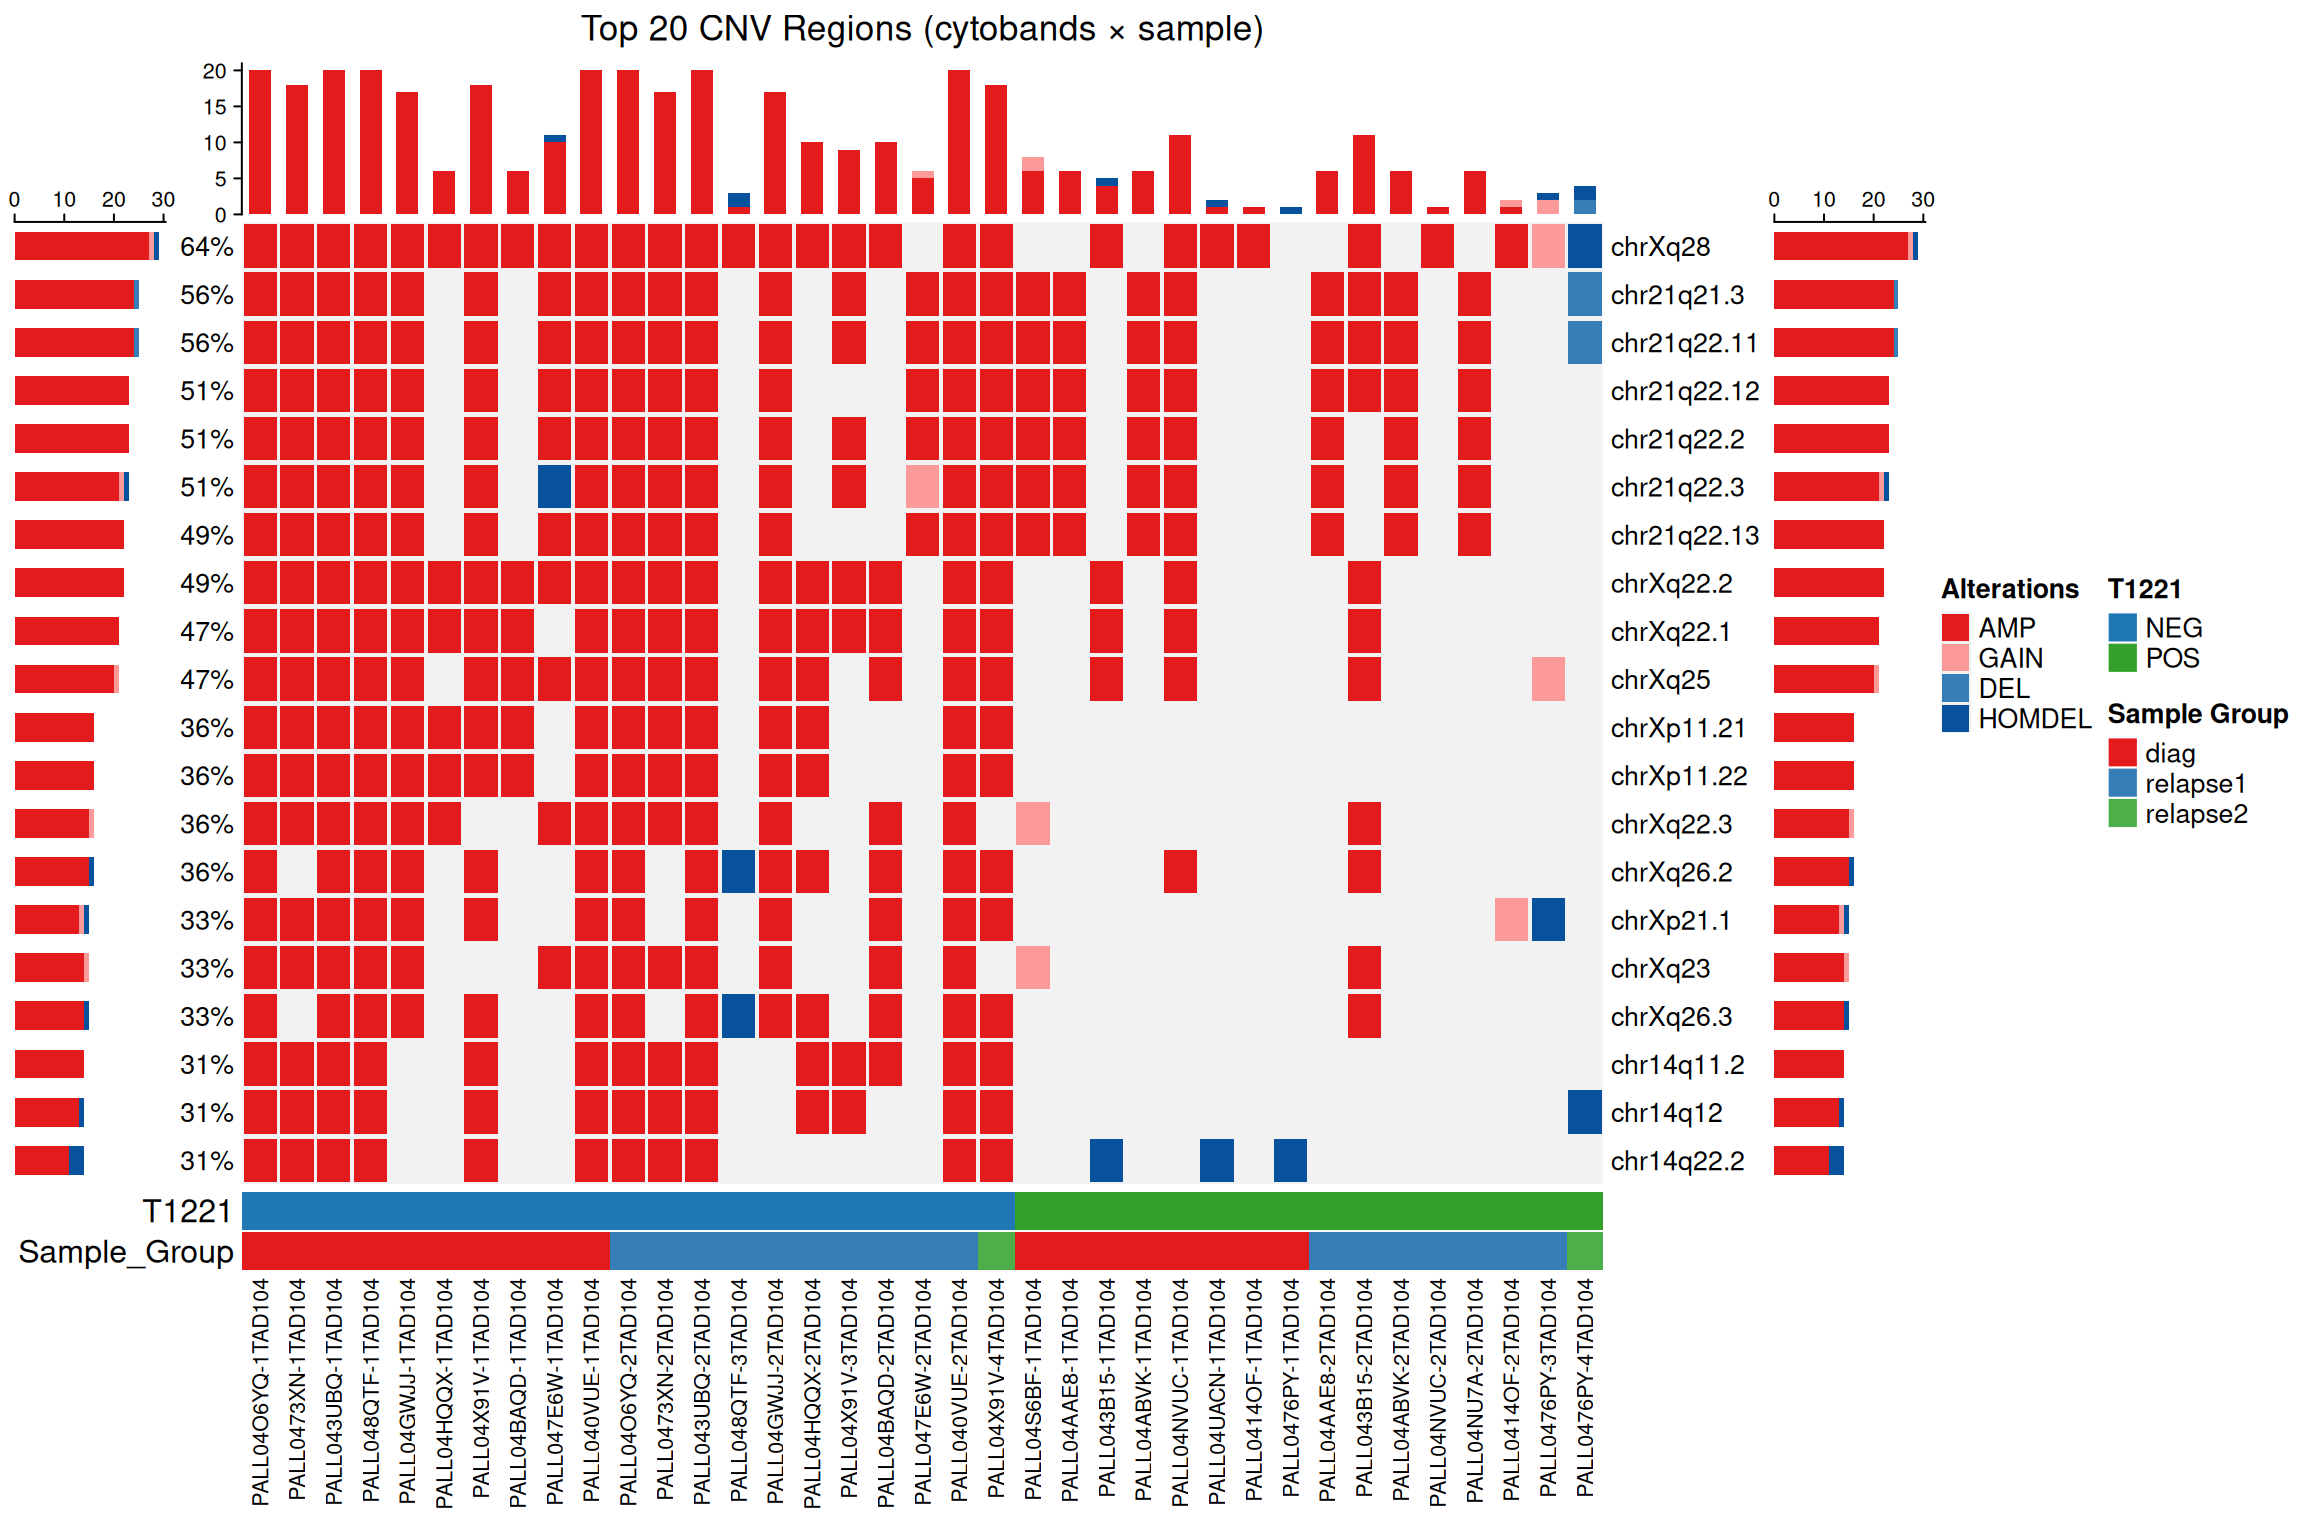 Top 20 CNV Regions (cytobands × sample)
20
15
10
5
0
0 10 20 30
0 10 20 30
64% chrXq28
56% chr21q21.3
56% chr21q22.11
51% chr21q22.12
51% chr21q22.2
51% chr21q22.3
49% chr21q22.13
49% chrXq22.2
47% chrXq22.1
47% chrXq25
36% chrXp11.21
36% chrXp11.22
36% chrXq22.3
36% chrXq26.2
33% chrXp21.1
33% chrXq23
33% chrXq26.3
31% chr14q11.2
31% chr14q12
31% chr14q22.2
T1221
Sample_Group
PALL04O6YQ-1TAD104
PALL0473XN-1TAD104
PALL043UBQ-1TAD104
PALL048QTF-1TAD104
PALL04GWJJ-1TAD104
PALL04HQQX-1TAD104
PALL04X91V-1TAD104
PALL04BAQD-1TAD104
PALL047E6W-1TAD104
PALL040VUE-1TAD104
PALL04O6YQ-2TAD104
PALL0473XN-2TAD104
PALL043UBQ-2TAD104
PALL048QTF-3TAD104
PALL04GWJJ-2TAD104
PALL04HQQX-2TAD104
PALL04X91V-3TAD104
PALL04BAQD-2TAD104
PALL047E6W-2TAD104
PALL040VUE-2TAD104
PALL04X91V-4TAD104
PALL04S6BF-1TAD104
PALL04AAE8-1TAD104
PALL043B15-1TAD104
PALL04ABVK-1TAD104
PALL04NVUC-1TAD104
PALL04UACN-1TAD104
PALL0414OF-1TAD104
PALL0476PY-1TAD104
PALL04AAE8-2TAD104
PALL043B15-2TAD104
PALL04ABVK-2TAD104
PALL04NVUC-2TAD104
PALL04NU7A-2TAD104
PALL0414OF-2TAD104
PALL0476PY-3TAD104
PALL0476PY-4TAD104
Alterations
AMP
GAIN
DEL
HOMDEL
T1221
NEG
POS
Sample Group
diag
relapse1
relapse2